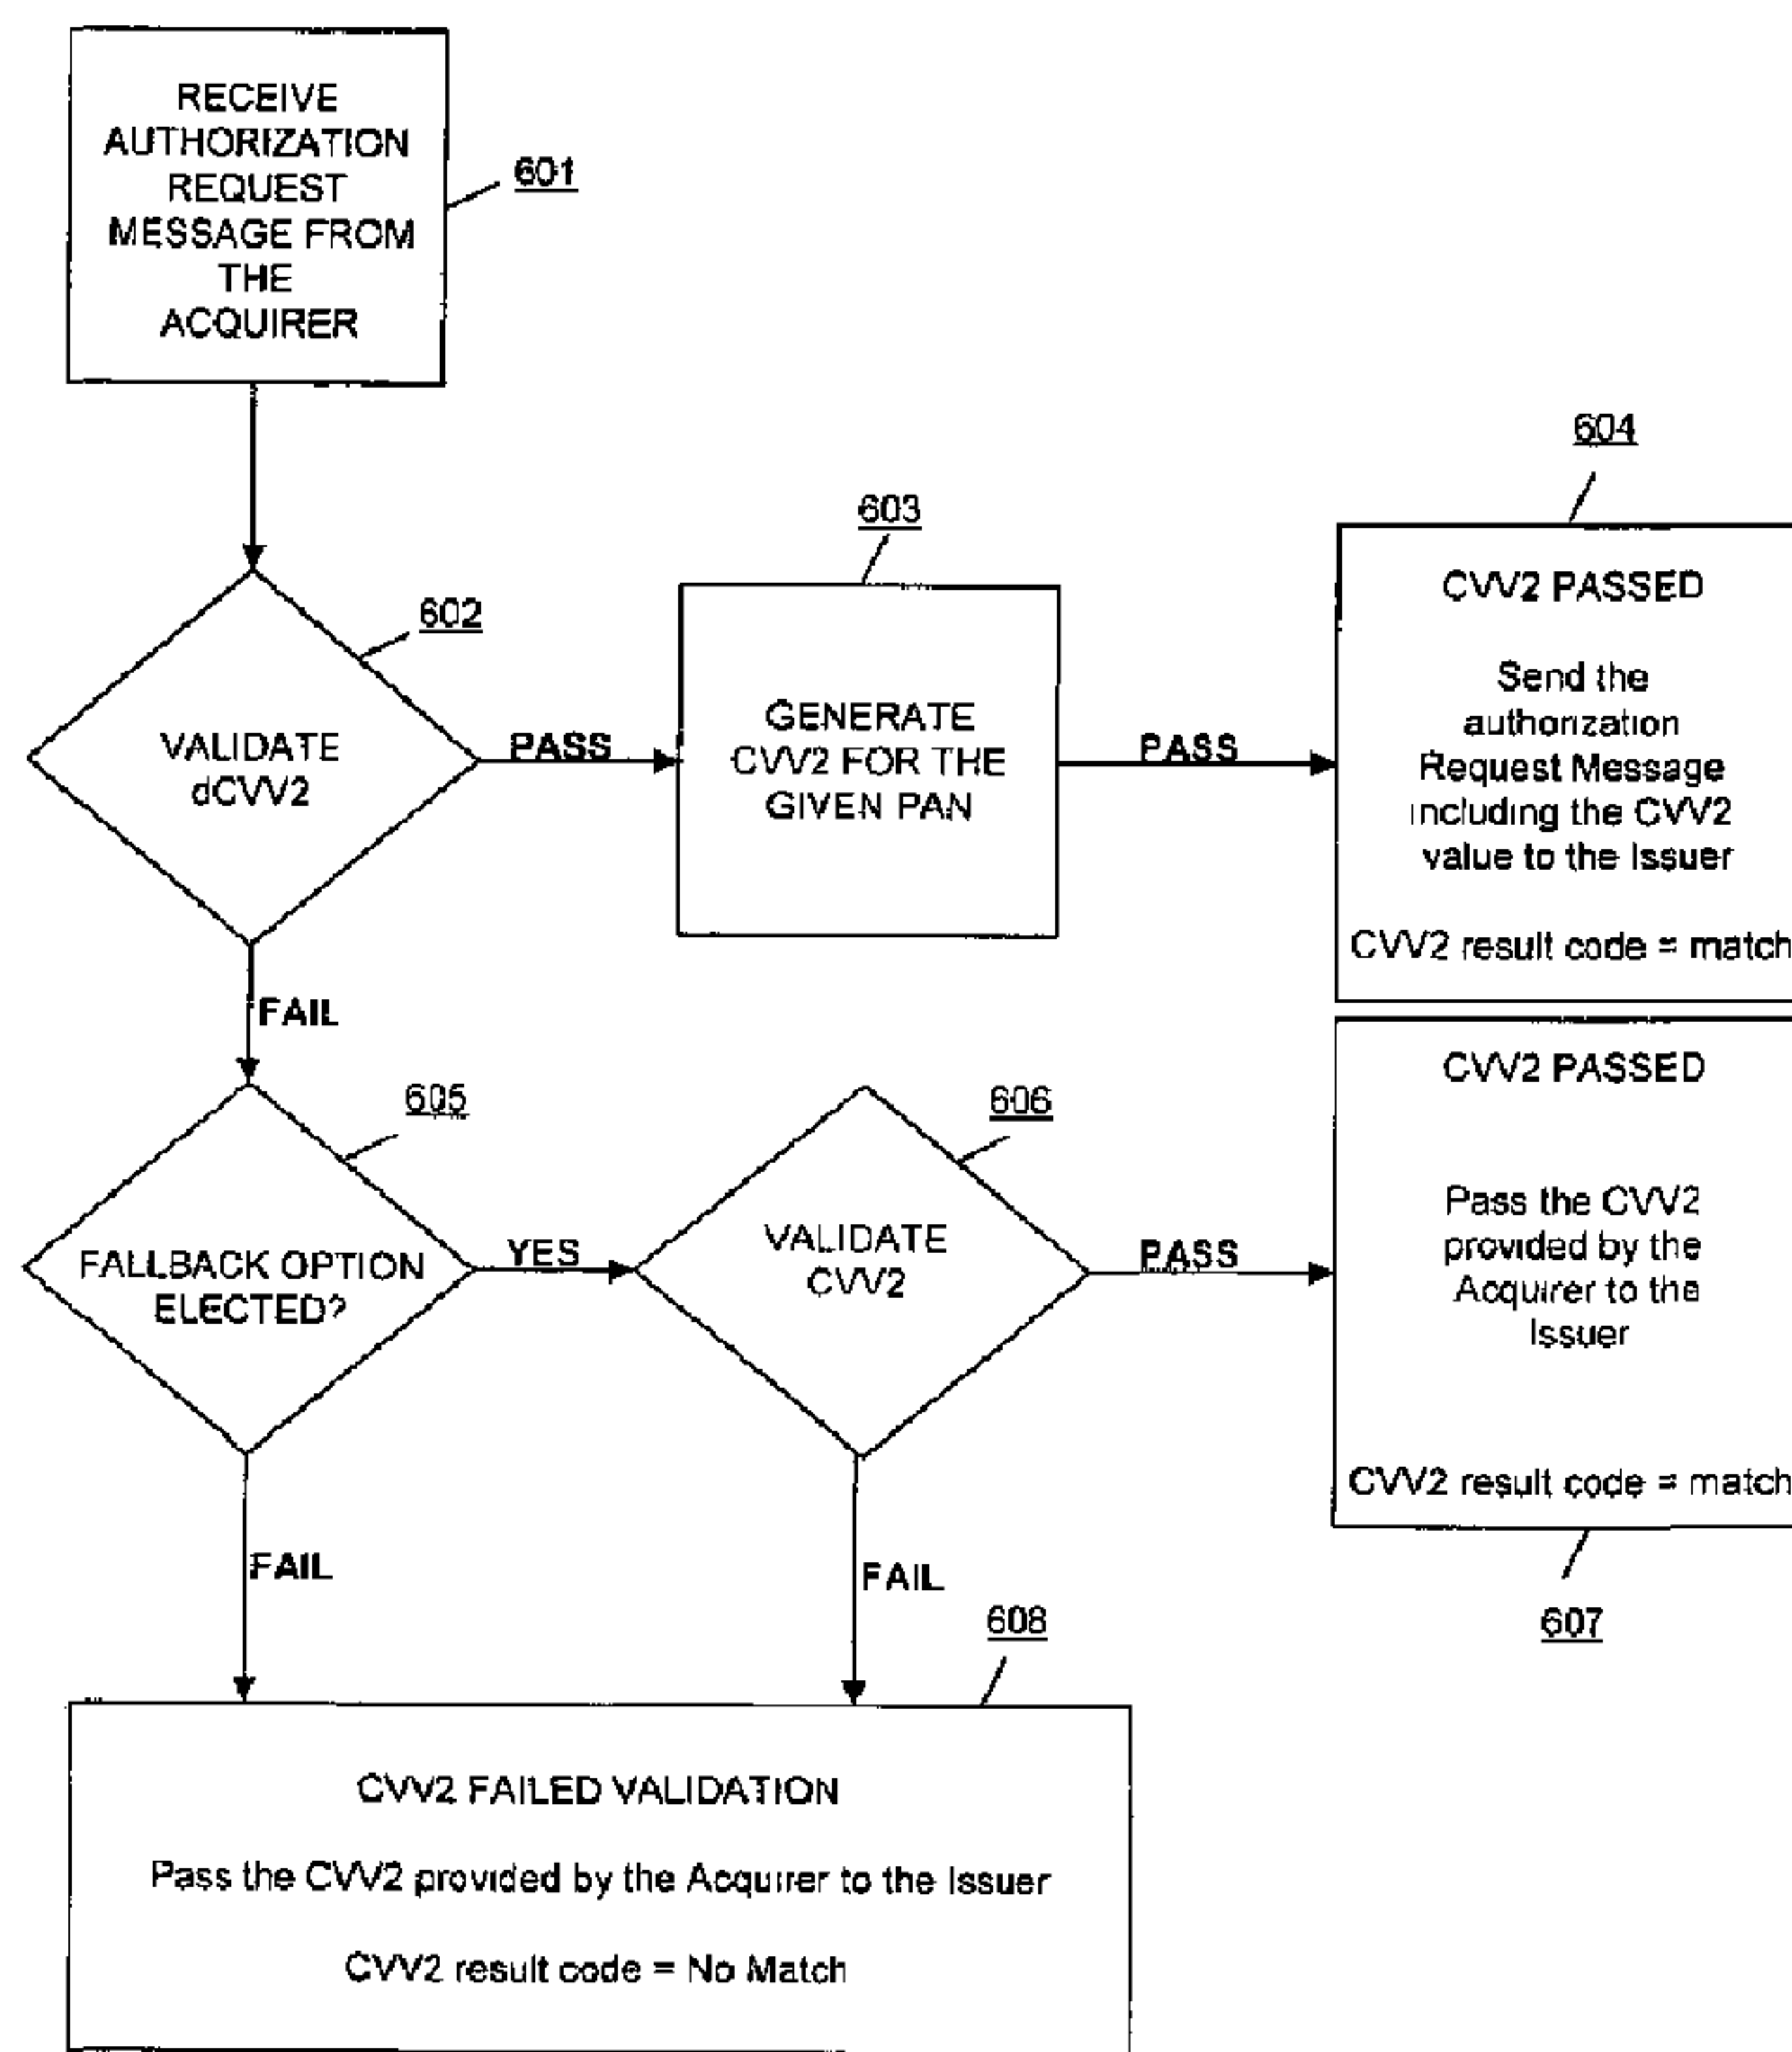 RECEIVE
AUTHORIZATION
REQUEST
MESSAGE FROM
THE
ACQUIRER
601
602
VALIDATE
dCVV2
PASS
603
GENERATE
CVV2 FOR THE
GIVEN PAN
PASS
604
CVV2 PASSED
Send the
authorization
Request Message
including the CVV2
value to the Issuer
CVV2 result code = match
FAIL
605
FALLBACK OPTION
ELECTED?
YES
606
VALIDATE
CVV2
PASS
CVV2 PASSED
Pass the CVV2
provided by the
Acquirer to the
Issuer
CVV2 result code = match
607
FAIL
FAIL
608
CVV2 FAILED VALIDATION
Pass the CVV2 provided by the Acquirer to the Issuer
CVV2 result code = No Match